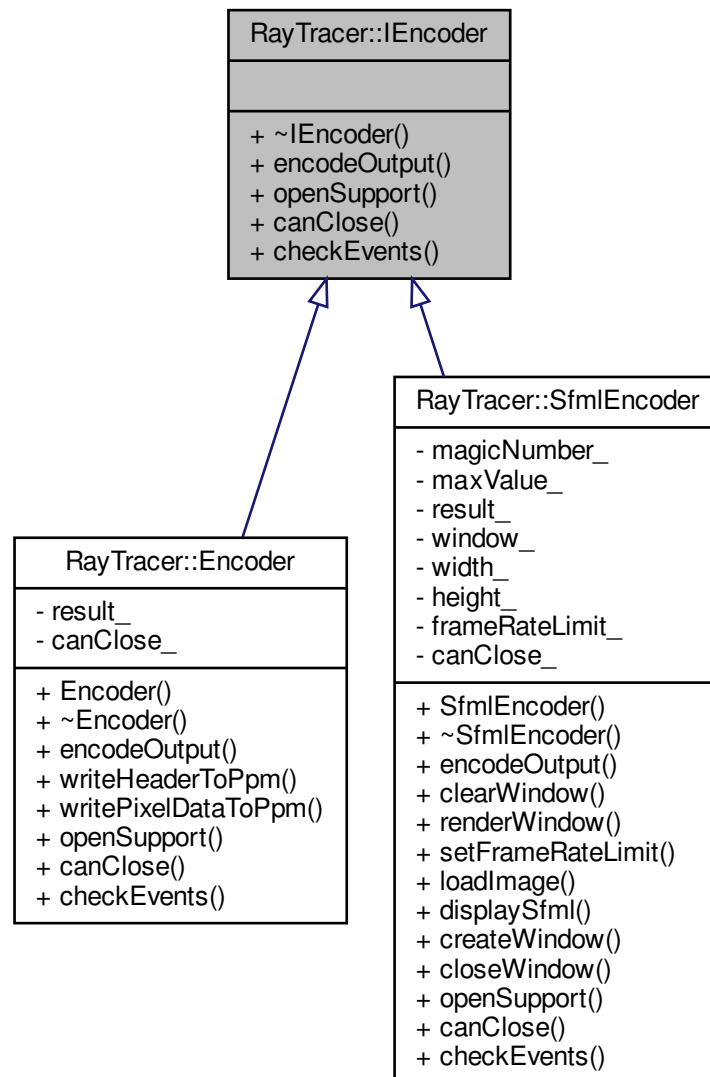 RayTracer::IEncoder
+ ~IEncoder()
+ encodeOutput()
+ openSupport()
+ canClose()
+ checkEvents()
RayTracer::Encoder
- result_
- canClose_
+ Encoder()
+ ~Encoder()
+ encodeOutput()
+ writeHeaderToPpm()
+ writePixelDataToPpm()
+ openSupport()
+ canClose()
+ checkEvents()
RayTracer::SfmlEncoder
- magicNumber_
- maxValue_
- result_
- window_
- width_
- height_
- frameRateLimit_
- canClose_
+ SfmlEncoder()
+ ~SfmlEncoder()
+ encodeOutput()
+ clearWindow()
+ renderWindow()
+ setFrameRateLimit()
+ loadImage()
+ displaySfml()
+ createWindow()
+ closeWindow()
+ openSupport()
+ canClose()
+ checkEvents()